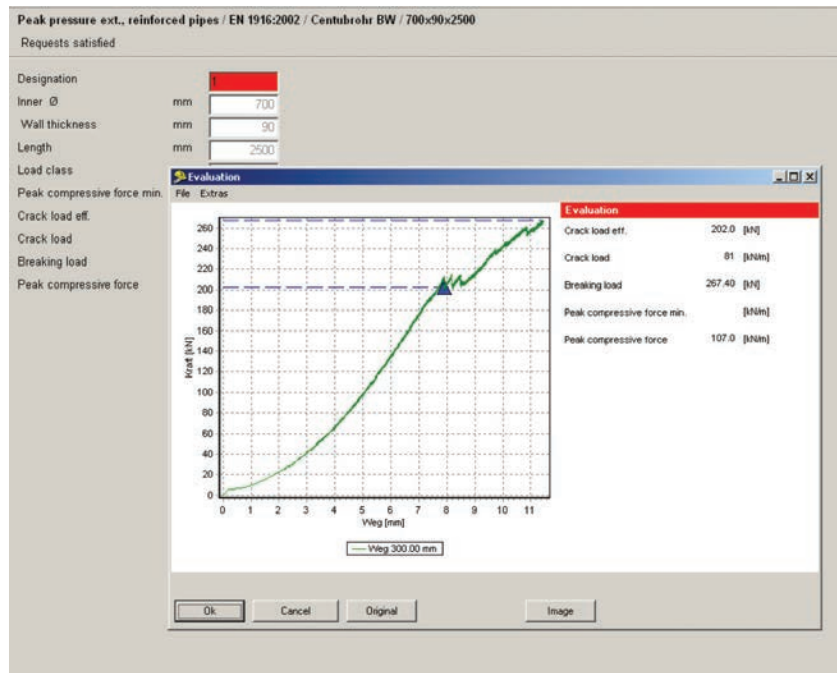 Peak pressure ext., reinforced pipes / EN 1916:2002 / Centubrohr BW / 700x90x2500
Requests satisfied
Designation 1
Inner Ø mm 700
Wall thickness mm 90
Length mm 2500
Load class
Peak compressive force min.
Crack load eff.
Crack load
Breaking load
Peak compressive force
Evaluation
File Extras
260
240
220
200
180
160
140
120
100
80
60
40
20
0
Kraft [kN]
0 1 2 3 4 5 6 7 8 9 10 11
Weg [mm]
Weg 300.00 mm
Evaluation
Crack load eff. 202.0 [kN]
Crack load 81 [kN/m]
Breaking load 267.40 [kN]
Peak compressive force min. [kN/m]
Peak compressive force 107.0 [kN/m]
Ok Cancel Original Image